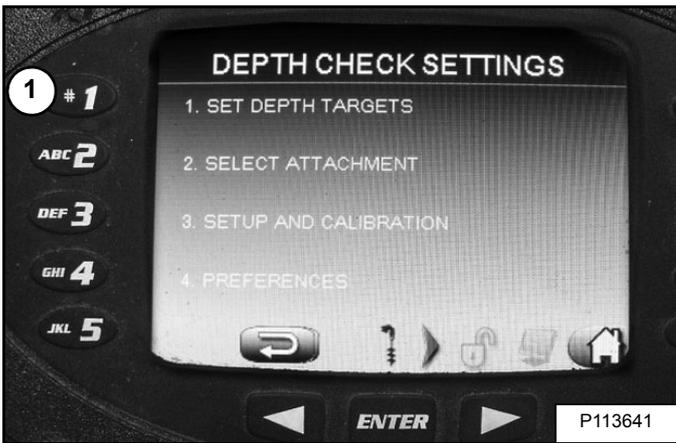 DEPTH CHECK SETTINGS
1
# 1
1. SET DEPTH TARGETS
ABC 2
2. SELECT ATTACHMENT
DEF 3
3. SETUP AND CALIBRATION
GHI 4
4. PREFERENCES
JKL 5
ENTER
P113641